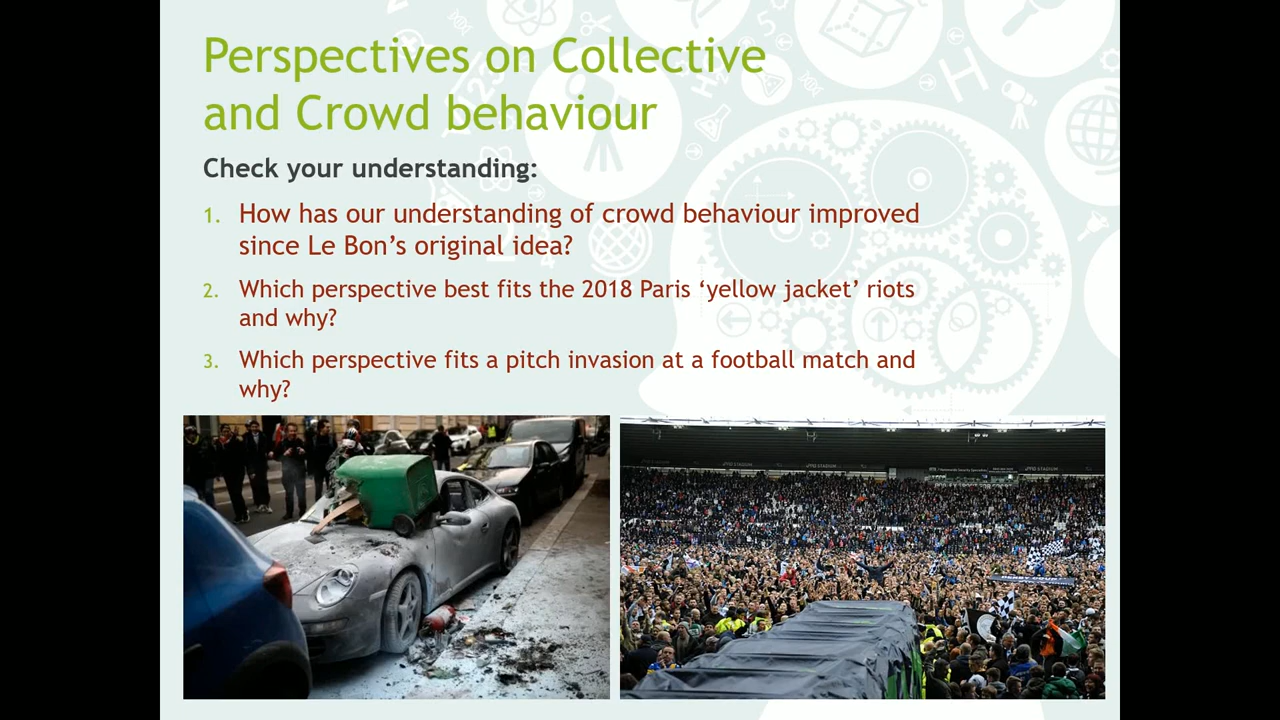 Perspectives on Collective
and Crowd behaviour
Check your understanding:
1. How has our understanding of crowd behaviour improved
since Le Bon’s original idea?
2. Which perspective best fits the 2018 Paris ‘yellow jacket’ riots
and why?
3. Which perspective fits a pitch invasion at a football match and
why?